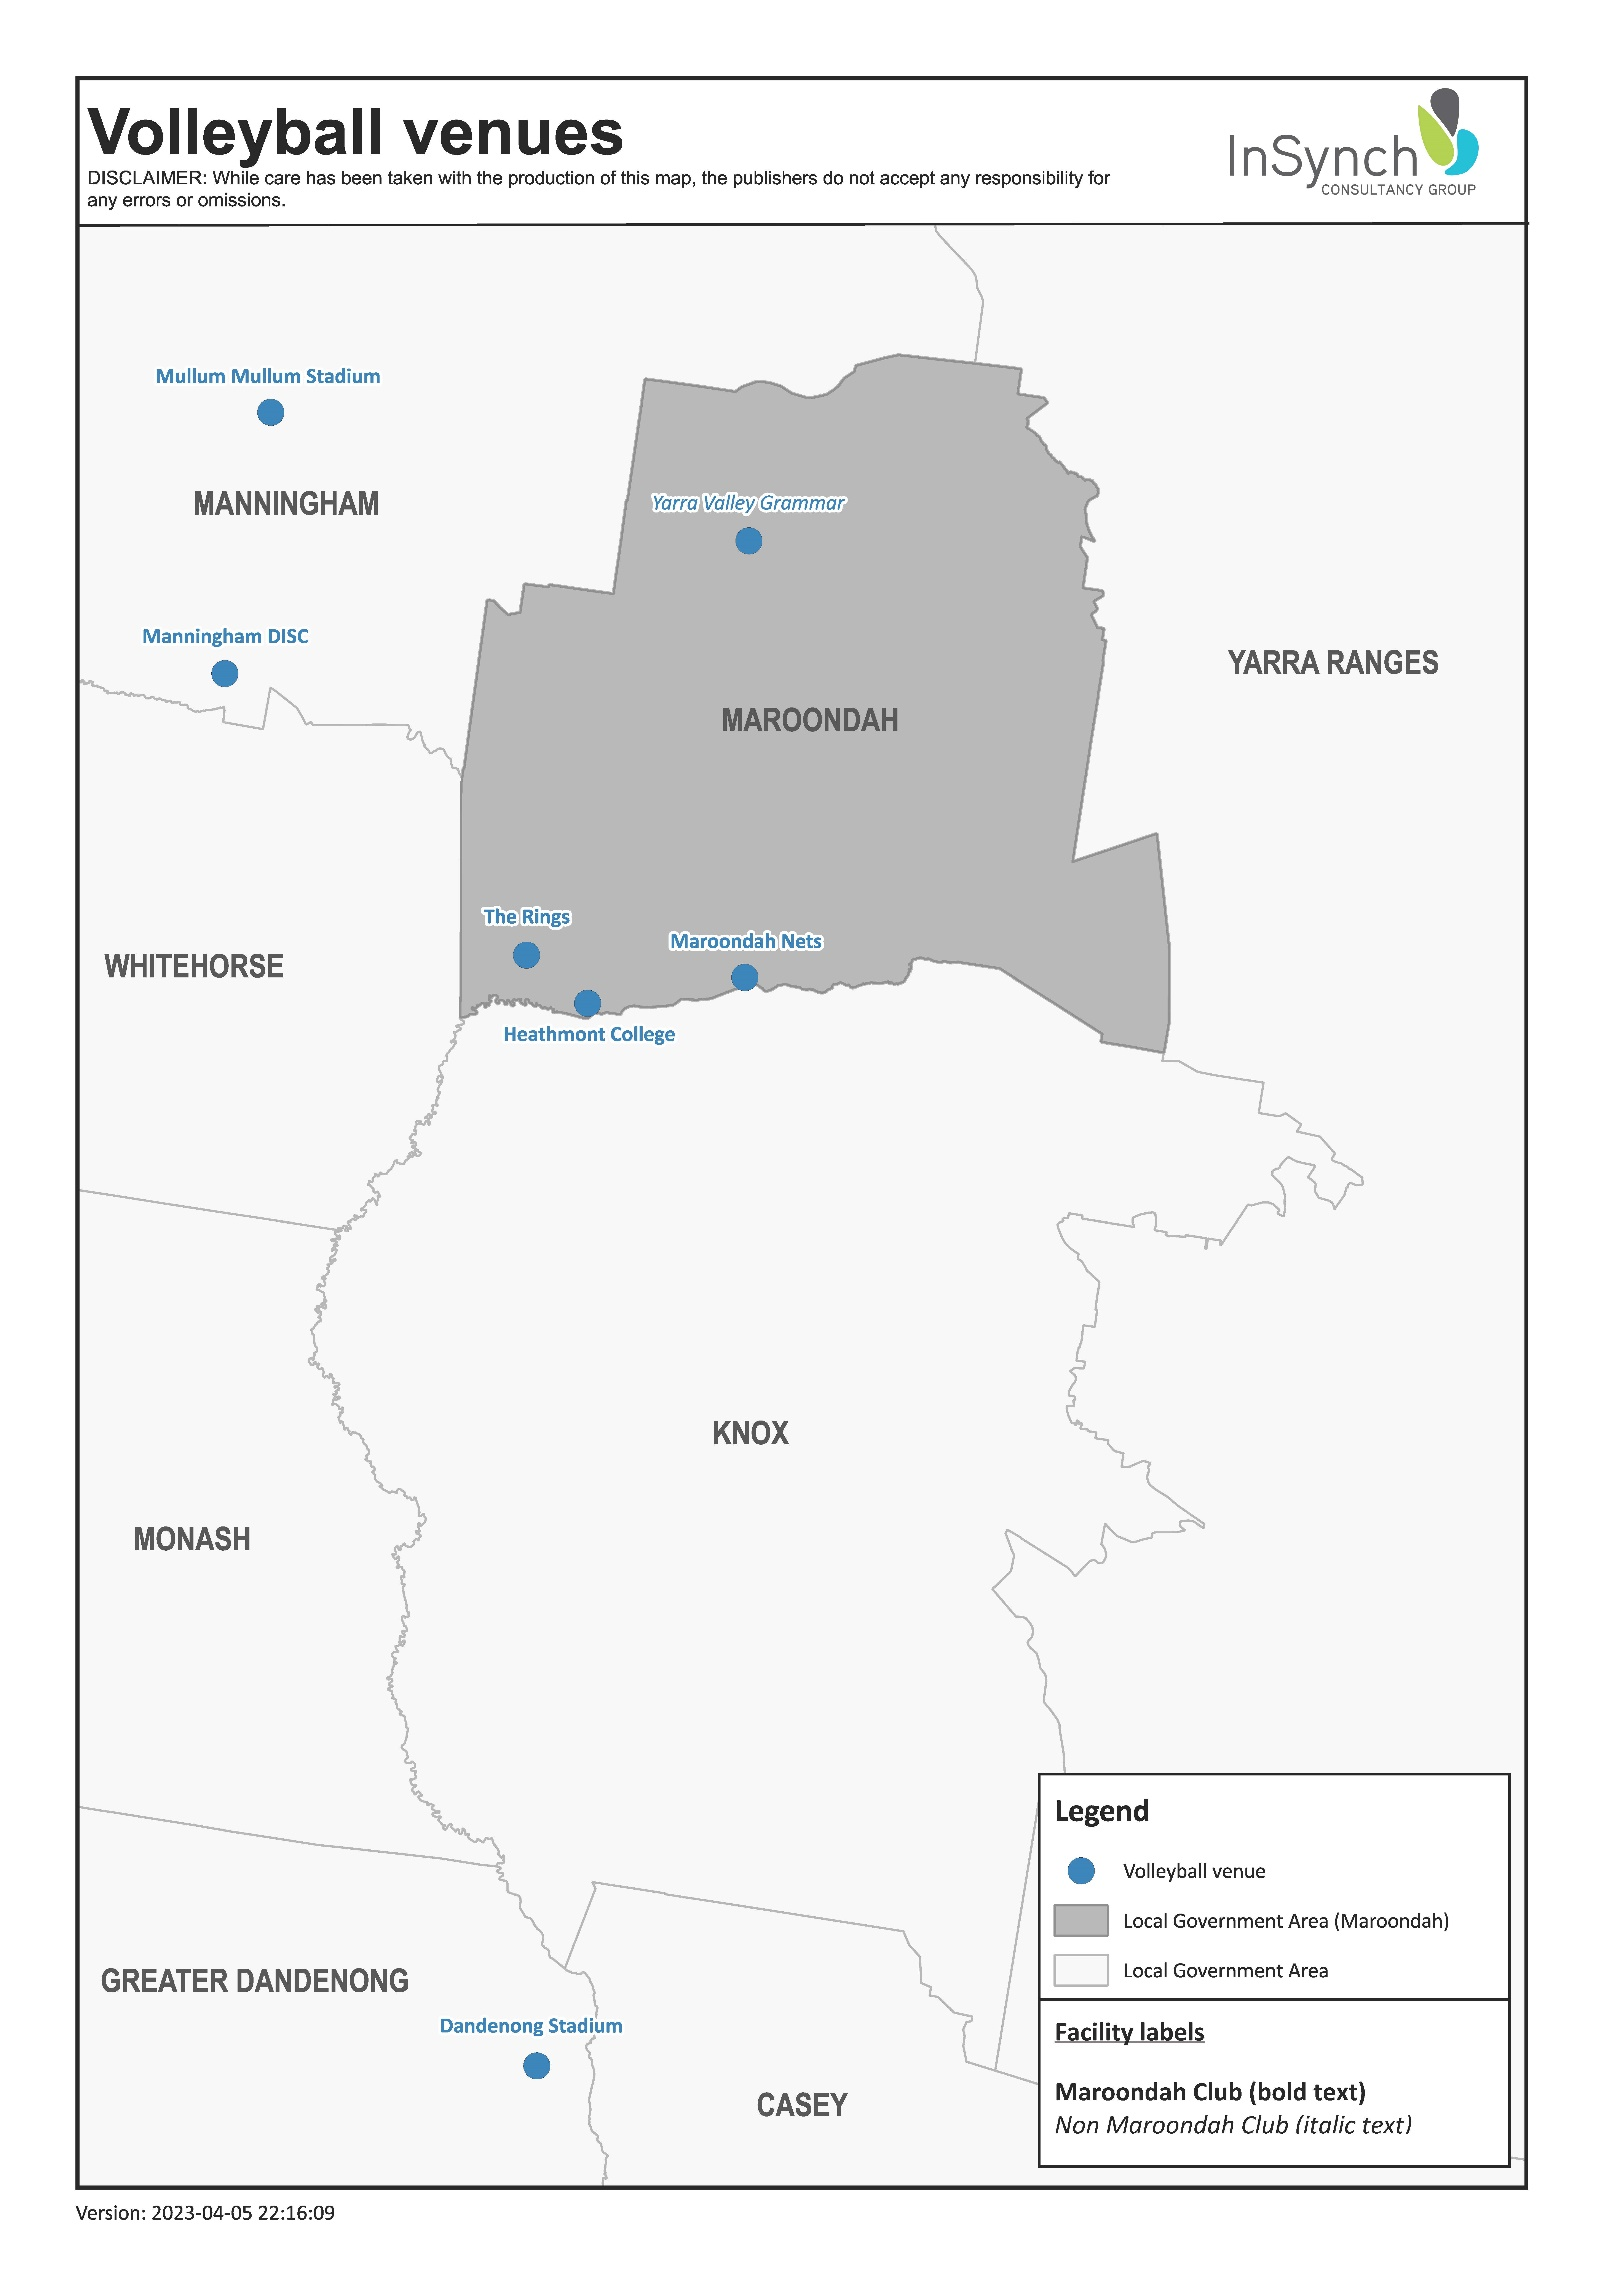 Volleyball venues
DISCLAIMER: While care has been taken with the production of this map, the publishers do not accept any responsibility for
any errors or omissions.
InSynch
CONSULTANCY GROUP
Mullum Mullum Stadium
MANNINGHAM
Yarra Valley Grammar
Manningham DISC
YARRA RANGES
MAROONDAH
The Rings
Maroondah Nets
WHITEHORSE
Heathmont College
KNOX
MONASH
Legend
Volleyball venue
Local Government Area (Maroondah)
Local Government Area
GREATER DANDENONG
Dandenong Stadium
CASEY
Facility labels
Maroondah Club (bold text)
Non Maroondah Club (italic text)
Version: 2023-04-05 22:16:09